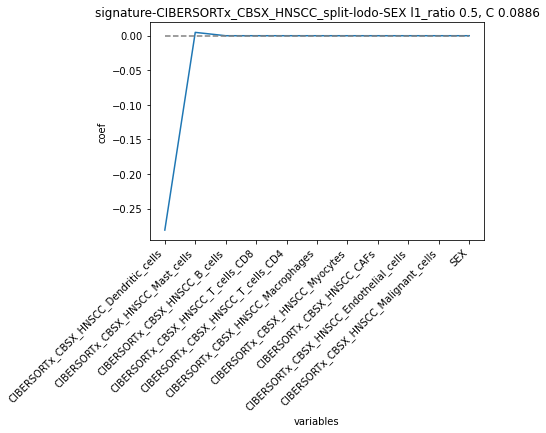 signature-CIBERSORTx_CBSX_HNSCC_split-lodo-SEX l1_ratio 0.5, C 0.0886
0.00
−0.05
−0.10
−0.15
−0.20
−0.25
coef
CIBERSORTx_CBSX_HNSCC_Dendritic_cells
CIBERSORTx_CBSX_HNSCC_Mast_cells
CIBERSORTx_CBSX_HNSCC_B_cells
CIBERSORTx_CBSX_HNSCC_T_cells_CD8
CIBERSORTx_CBSX_HNSCC_T_cells_CD4
CIBERSORTx_CBSX_HNSCC_Macrophages
CIBERSORTx_CBSX_HNSCC_Myocytes
CIBERSORTx_CBSX_HNSCC_CAFs
CIBERSORTx_CBSX_HNSCC_Endothelial_cells
CIBERSORTx_CBSX_HNSCC_Malignant_cells
SEX
variables